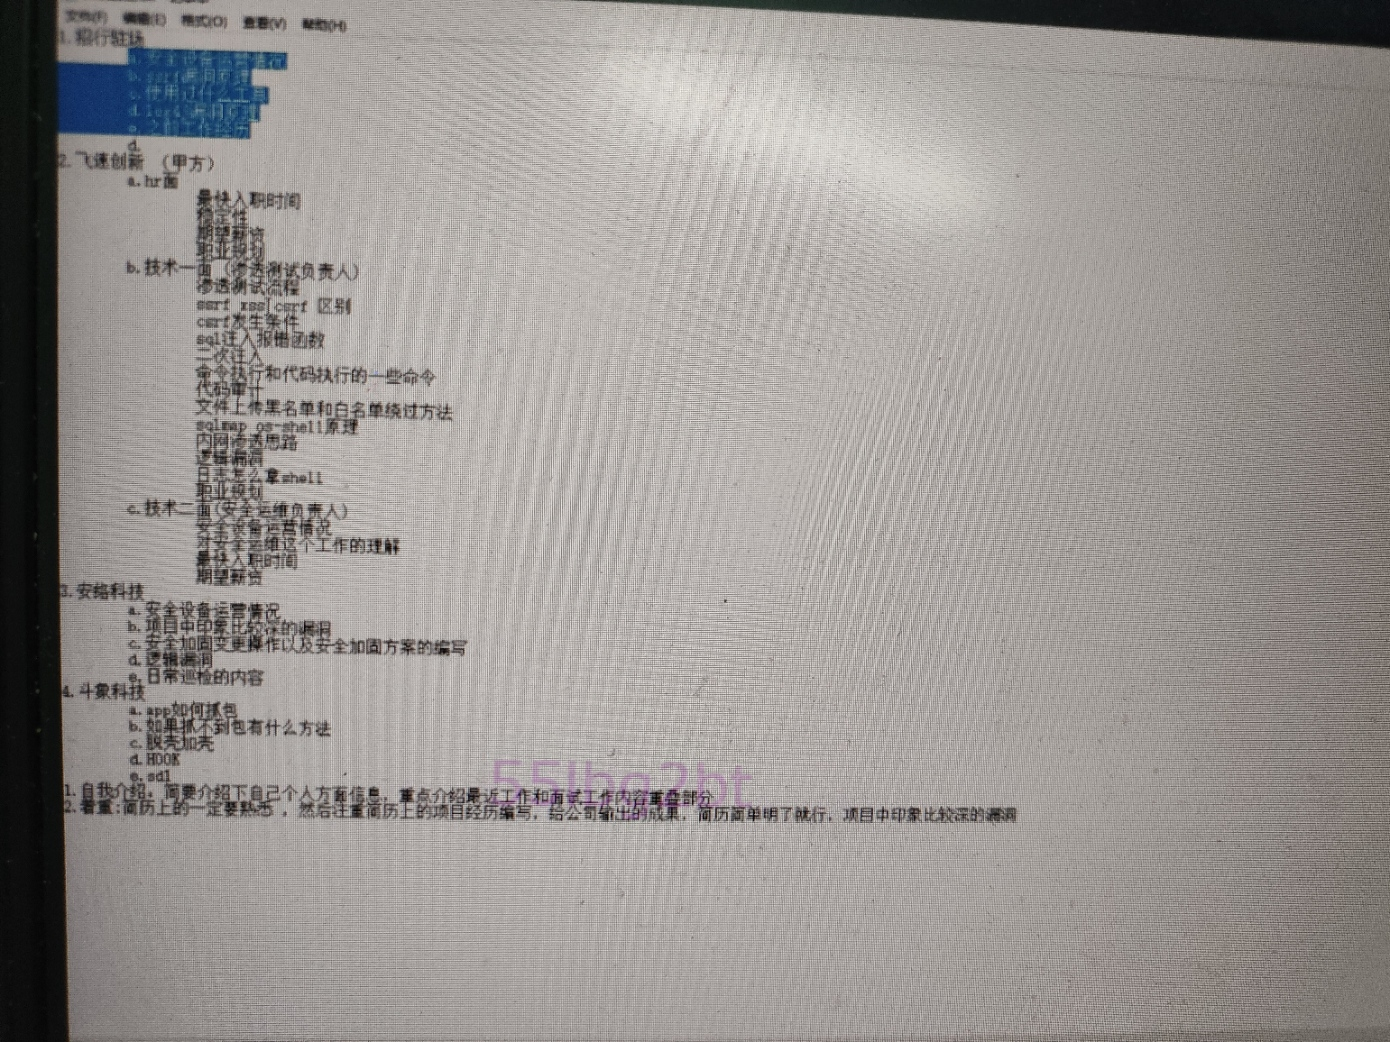 文件(F) 编辑(E) 格式(O) 查看(V) 帮助(H)
1.招行驻场
a.安全设备运营情况
b.ssrf漏洞原理
c.使用过什么工具
d. 漏洞原理
e.之前工作经历
d.
2.飞速创新 （甲方）
a.hr面
最快入职时间
稳定性
期望薪资
职业规划
b.技术一面（渗透测试负责人）
渗透测试流程
ssrf xss csrf 区别
csrf发生条件
sql注入报错函数
二次注入
命令执行和代码执行的一些命令
代码审计
文件上传黑名单和白名单绕过方法
sqlmap os-shell原理
内网渗透思路
逻辑漏洞
日志怎么拿shell
职业规划
c.技术二面(安全运维负责人)
安全设备运营情况
对安全运维这个工作的理解
最快入职时间
期望薪资
3.安络科技
a.安全设备运营情况
b.项目中印象比较深的漏洞
c.安全加固变更操作以及安全加固方案的编写
d.逻辑漏洞
e.日常巡检的内容
4.斗象科技
a.app如何抓包
b.如果抓不到包有什么方法
c.脱壳加壳
d.HOOK
e.sdl
1.自我介绍，简要介绍下自己个人方面信息，重点介绍最近工作和面试工作内容重叠部分
2.着重:简历上的一定要熟悉 ，然后注重简历上的项目经历编写，给公司输出的成果，简历简单明了就行，项目中印象比较深的漏洞